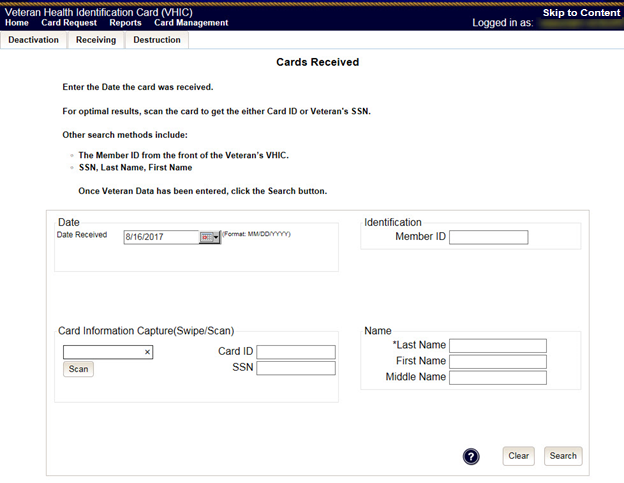 Veteran Health Identification Card (VHIC)
Skip to Content
Home Card Request Reports Card Management
Logged in as:
Deactivation Receiving Destruction
Cards Received
Enter the Date the card was received.
For optimal results, scan the card to get the either Card ID or Veteran's SSN.
Other search methods include:
The Member ID from the front of the Veteran's VHIC.
SSN, Last Name, First Name
Once Veteran Data has been entered, click the Search button.
Date
Date Received 8/16/2017 (Format: MM/DD/YYYY)
Identification
Member ID
Card Information Capture(Swipe/Scan)
× Card ID
Scan SSN
Name
*Last Name
First Name
Middle Name
? Clear Search